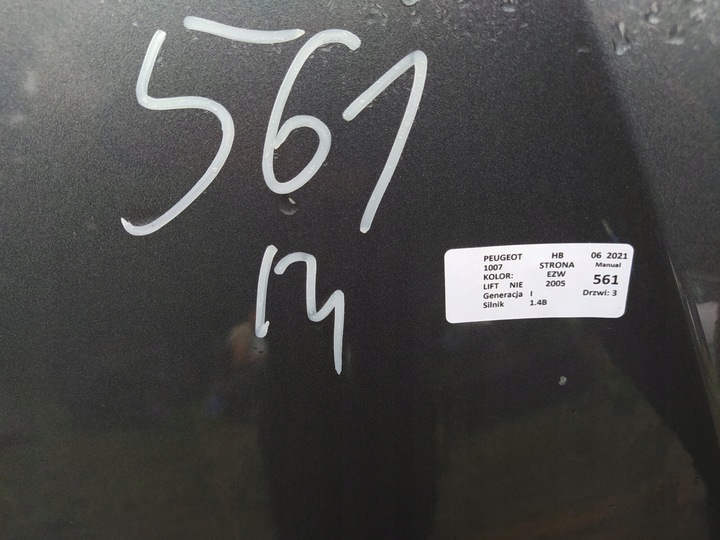 561
PEUGEOT HB 06 2021
1007 STRONA Manual
KOLOR: EZW
LIFT NIE 2005 561
Generacja I Drzwi: 3
Silnik 1.4B